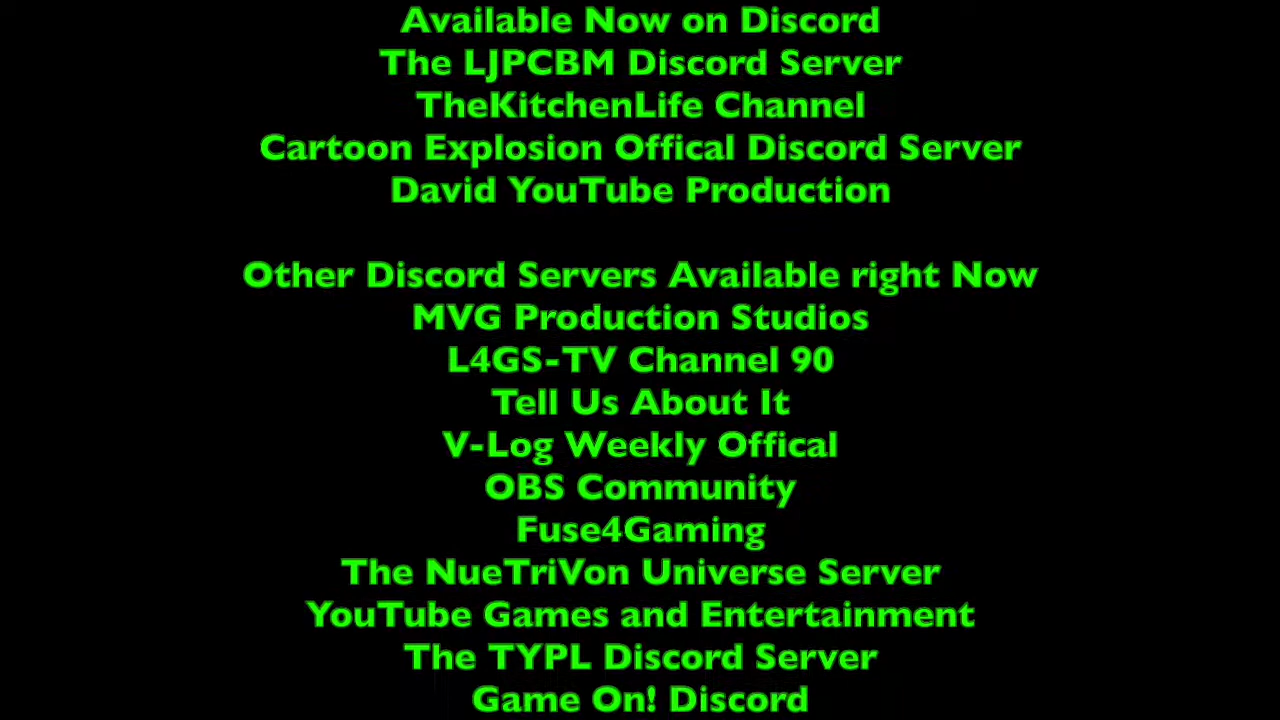 Available Now on Discord
The LJPCBM Discord Server
TheKitchenLife Channel
Cartoon Explosion Offical Discord Server
David YouTube Production
Other Discord Servers Available right Now
MVG Production Studios
L4GS-TV Channel 90
Tell Us About It
V-Log Weekly Offical
OBS Community
Fuse4Gaming
The NueTriVon Universe Server
YouTube Games and Entertainment
The TYPL Discord Server
Game On! Discord